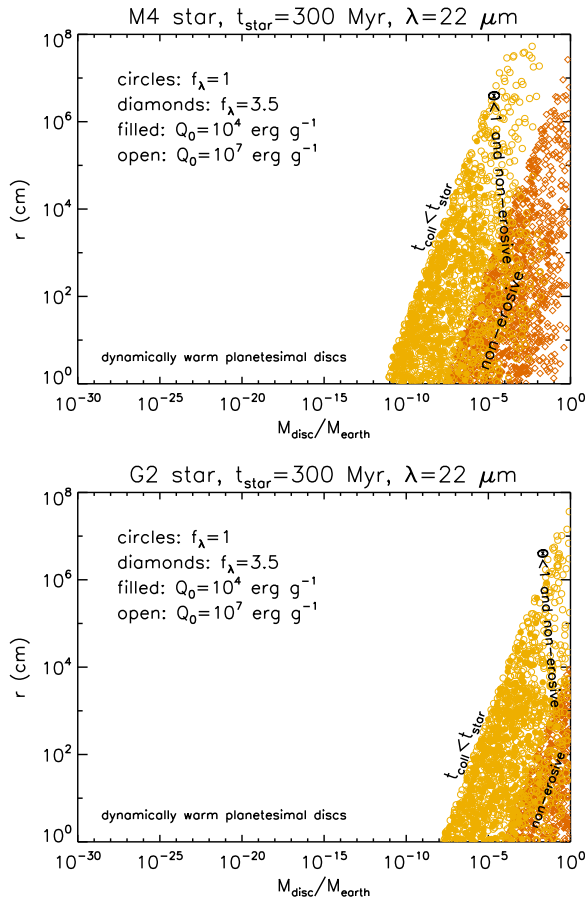 M4 star, t_star=300 Myr, λ=22 μm
circles: f_λ=1
diamonds: f_λ=3.5
filled: Q_0=10^4 erg g^-1
open: Q_0=10^7 erg g^-1
Θ<1 and non-erosive
t_coll<t_star
non-erosive
dynamically warm planetesimal discs
r (cm)
10^8
10^6
10^4
10^2
10^0
10^-30 10^-25 10^-20 10^-15 10^-10 10^-5 10^0
M_disc/M_earth
G2 star, t_star=300 Myr, λ=22 μm
circles: f_λ=1
diamonds: f_λ=3.5
filled: Q_0=10^4 erg g^-1
open: Q_0=10^7 erg g^-1
Θ<1 and non-erosive
t_coll<t_star
non-erosive
dynamically warm planetesimal discs
r (cm)
10^8
10^6
10^4
10^2
10^0
10^-30 10^-25 10^-20 10^-15 10^-10 10^-5 10^0
M_disc/M_earth